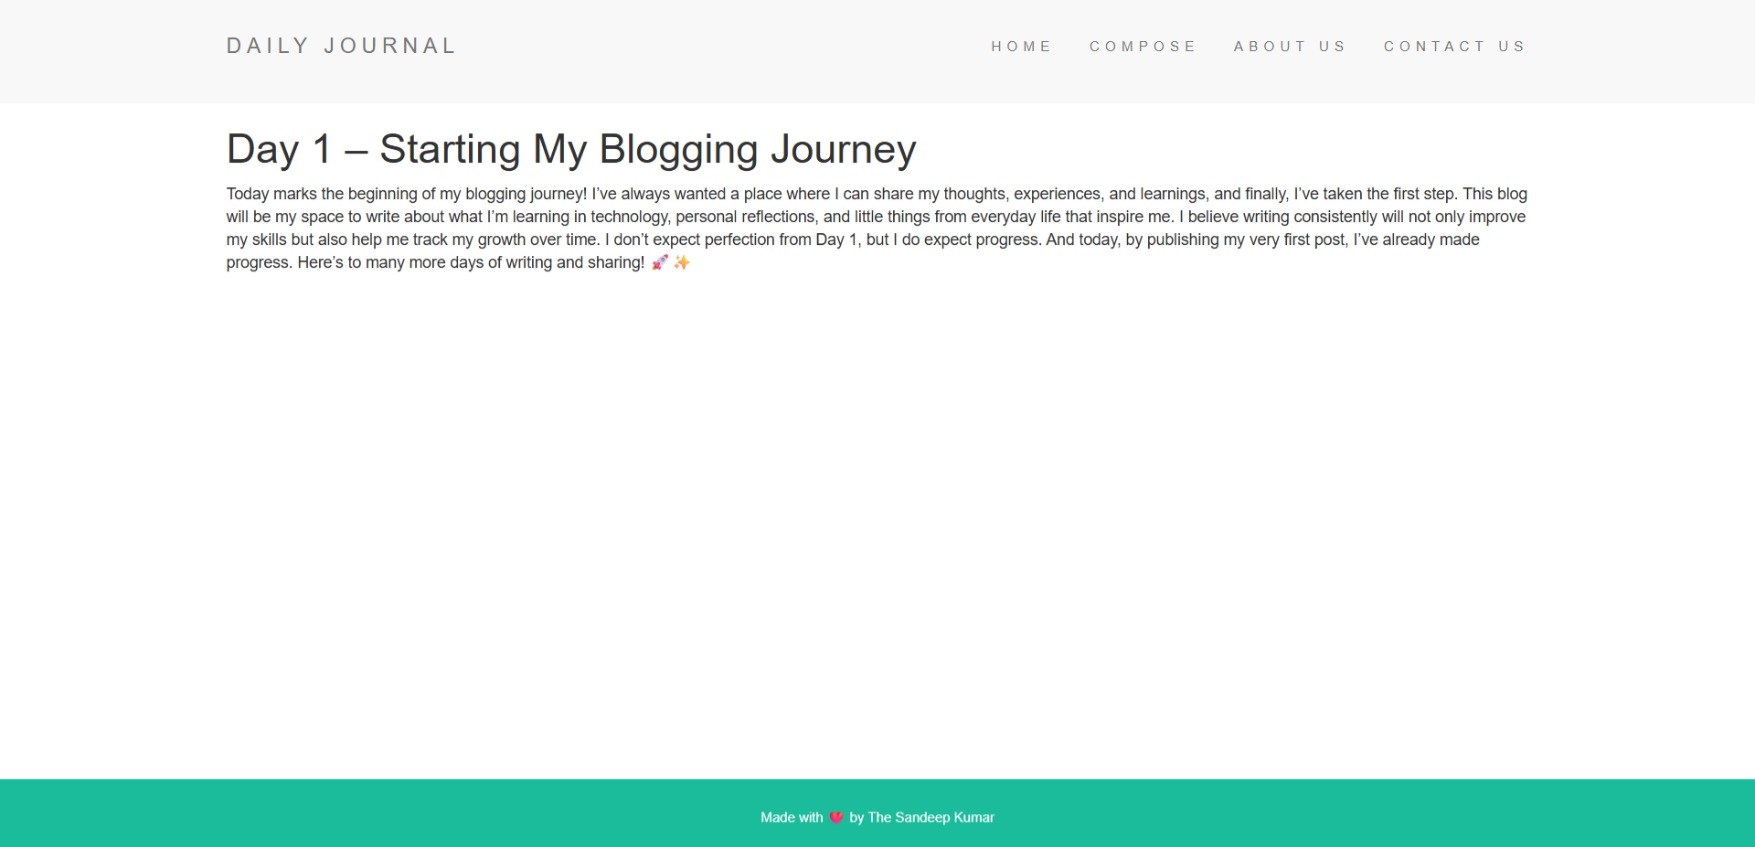 DAILY JOURNAL
HOME COMPOSE ABOUT US CONTACT US
Day 1 – Starting My Blogging Journey
Today marks the beginning of my blogging journey! I’ve always wanted a place where I can share my thoughts, experiences, and learnings, and finally, I’ve taken the first step. This blog
will be my space to write about what I’m learning in technology, personal reflections, and little things from everyday life that inspire me. I believe writing consistently will not only improve
my skills but also help me track my growth over time. I don’t expect perfection from Day 1, but I do expect progress. And today, by publishing my very first post, I’ve already made
progress. Here’s to many more days of writing and sharing! 🚀 ✨
Made with 💔 by The Sandeep Kumar